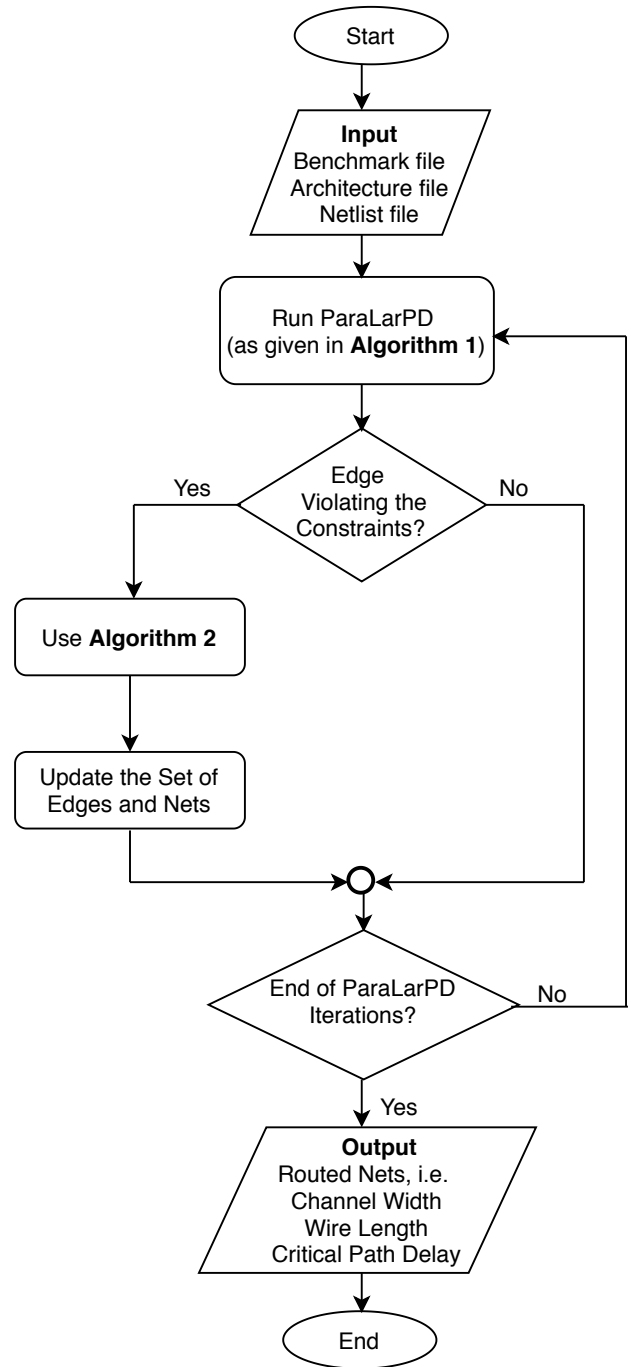 Start
Input
Benchmark file
Architecture file
Netlist file
Run ParaLarPD
(as given in Algorithm 1)
Edge
Violating the
Constraints?
Yes
No
Use Algorithm 2
Update the Set of
Edges and Nets
End of ParaLarPD
Iterations?
No
Yes
Output
Routed Nets, i.e.
Channel Width
Wire Length
Critical Path Delay
End